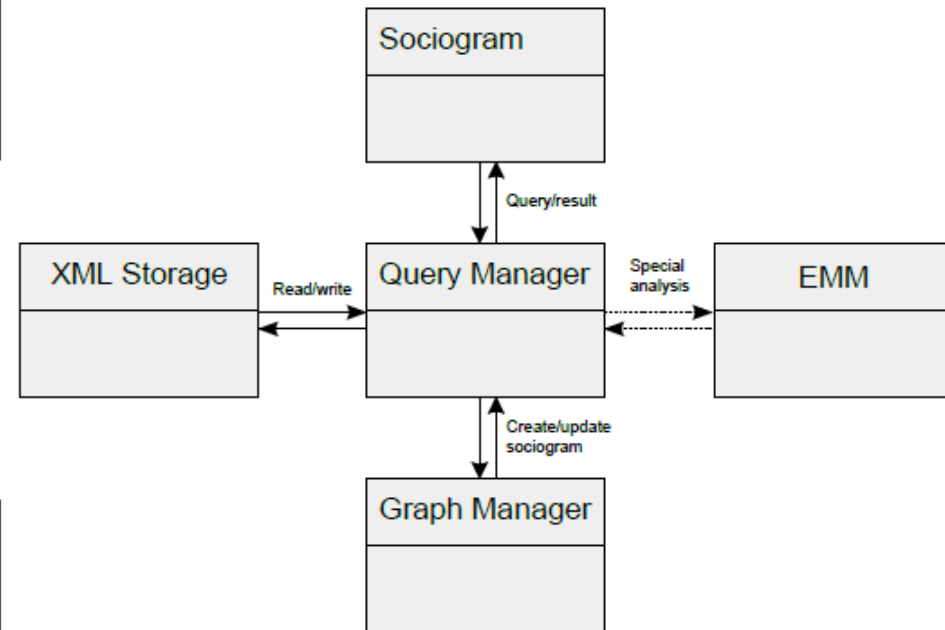 Sociogram
Query/result
XML Storage
Read/write
Query Manager
Special
analysis
EMM
Create/update
sociogram
Graph Manager